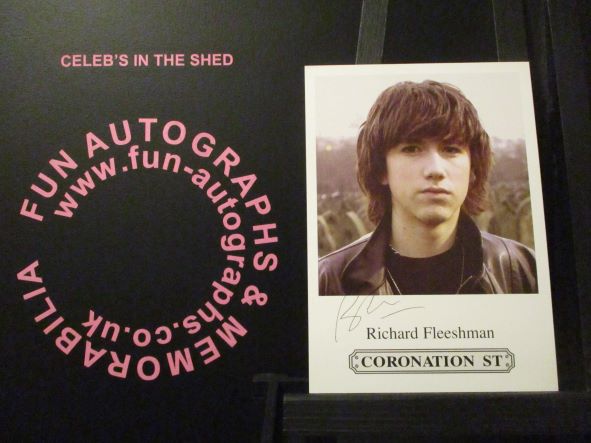 CELEB'S IN THE SHED
FUN AUTOGRAPHS & MEMORABILIA
www.fun-autographs.co.uk
Richard Fleeshman
CORONATION ST